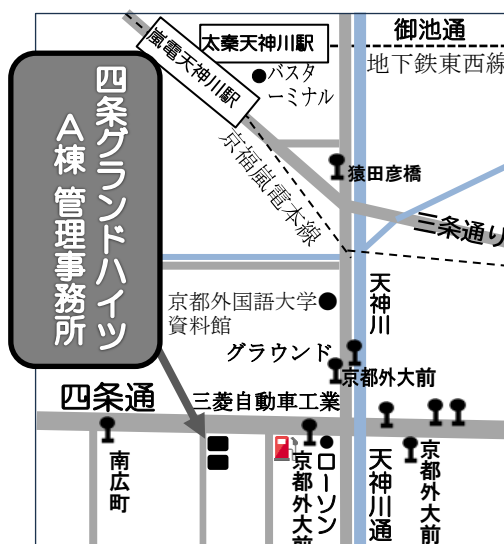 御池通
太秦天神川駅
地下鉄東西線
嵐電天神川駅
バスタ
ーミナル
四条グランドハイツ
A棟 管理事務所
京福嵐電本線
猿田彦橋
三条通り
天神川
京都外国語大学
資料館
グラウンド
京都外大前
四条通
三菱自動車工業
南広町
京都外大前
ローソン
天神川通
京都外大前